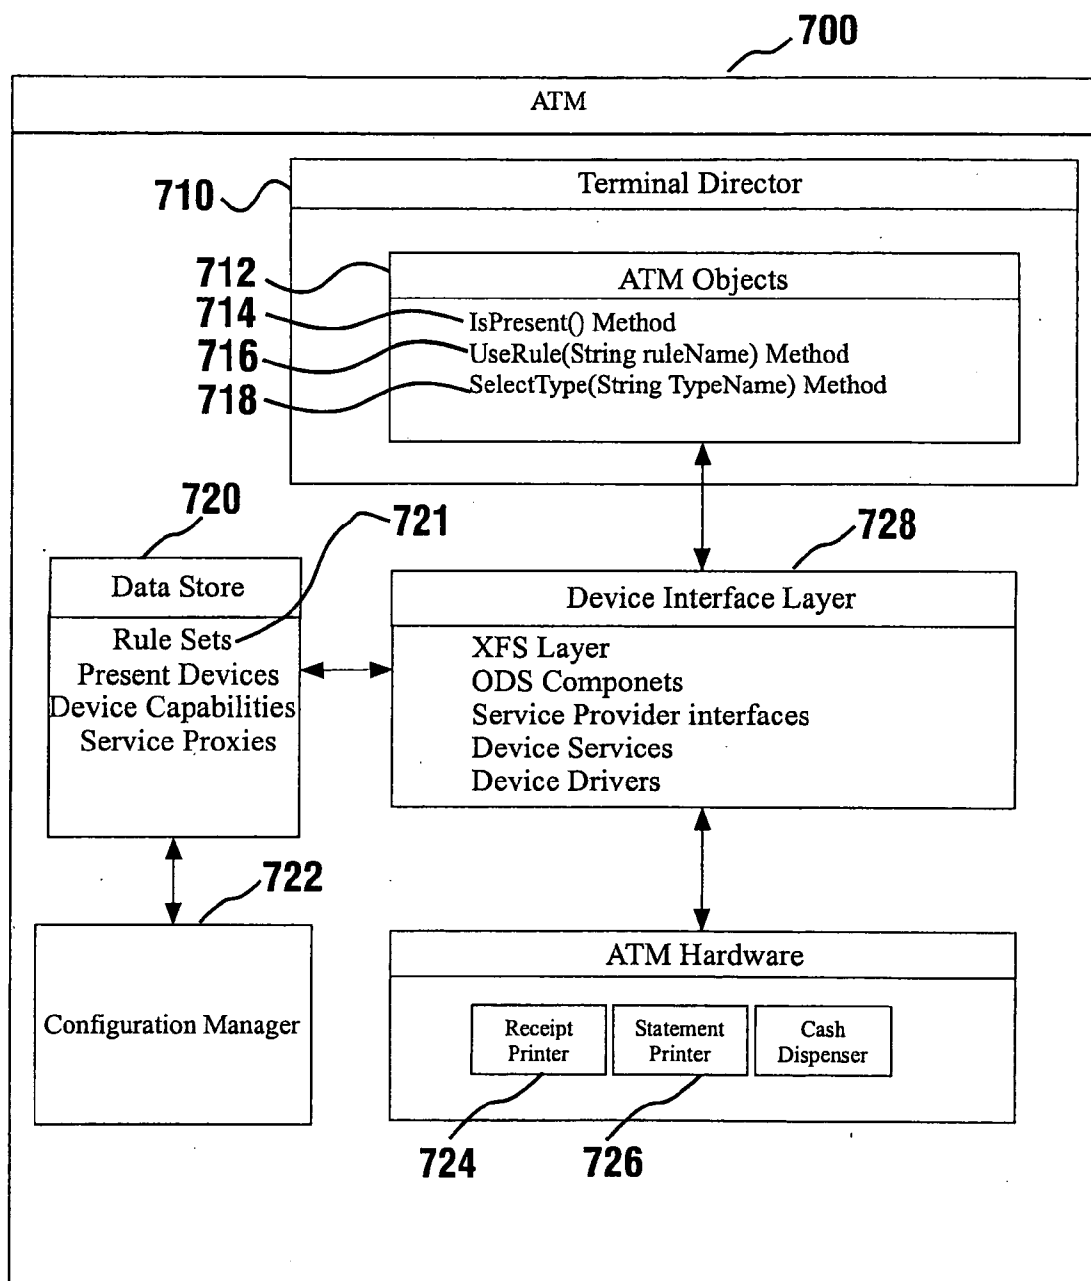 700
ATM
710
Terminal Director
712
ATM Objects
714
IsPresent() Method
716
UseRule(String ruleName) Method
718
SelectType(String TypeName) Method
720
721
728
Data Store
Rule Sets
Present Devices
Device Capabilities
Service Proxies
Device Interface Layer
XFS Layer
ODS Componets
Service Provider interfaces
Device Services
Device Drivers
722
Configuration Manager
ATM Hardware
Receipt
Printer
Statement
Printer
Cash
Dispenser
724
726